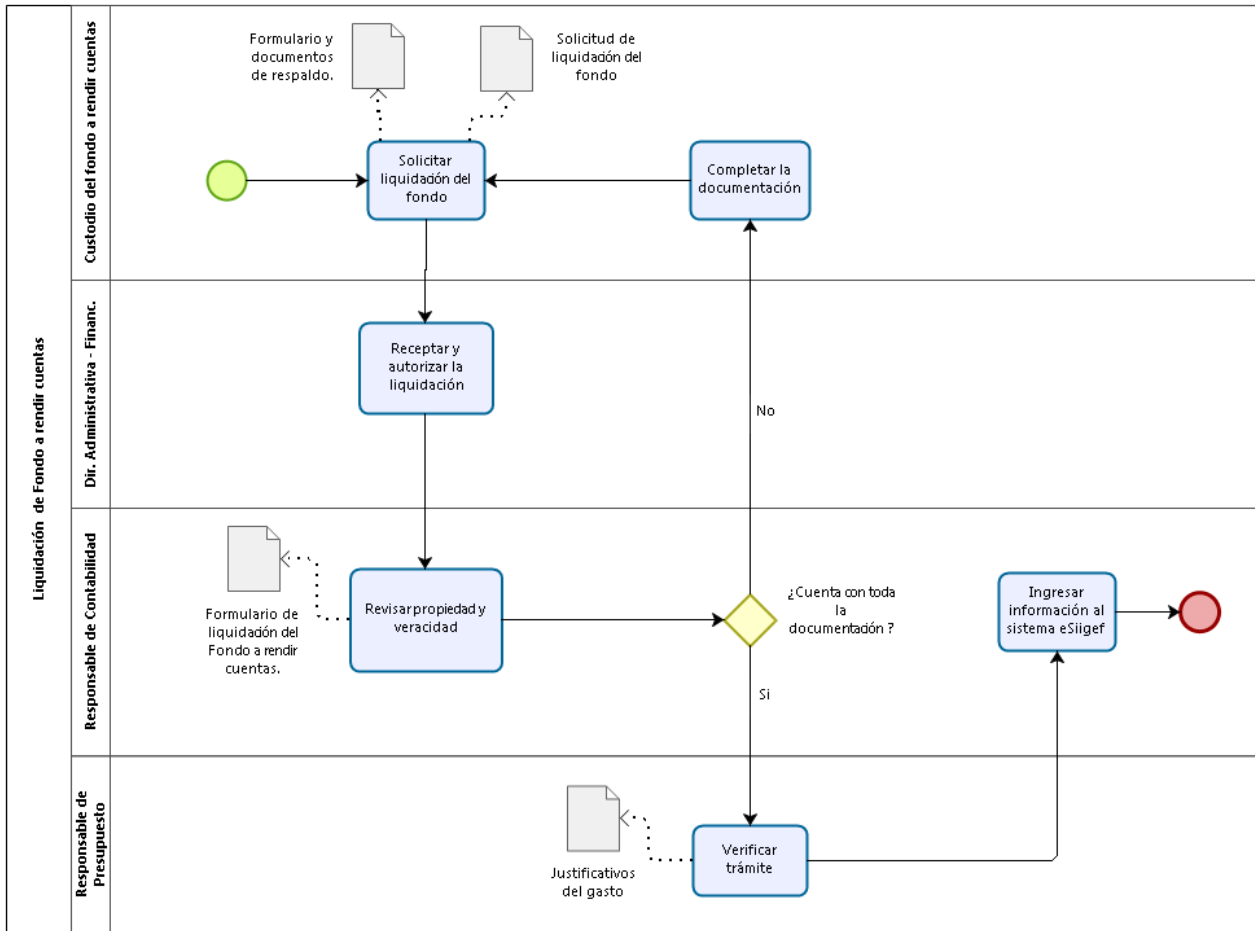 Liquidación de Fondo a rendir cuentas
Custodio del fondo a rendir cuentas
Formulario y
documentos
de respaldo.
Solicitud de
liquidación del
fondo
Solicitar
liquidación del
fondo
Completar la
documentación
Dir. Administrativa - Financ.
Receptar y
autorizar la
liquidación
No
Responsable de Contabilidad
Formulario de
liquidación del
Fondo a rendir
cuentas.
Revisar propiedad y
veracidad
¿Cuenta con toda
la
documentación ?
Si
Ingresar
información al
sistema eSiigef
Responsable de
Presupuesto
Justificativos
del gasto
Verificar
trámite